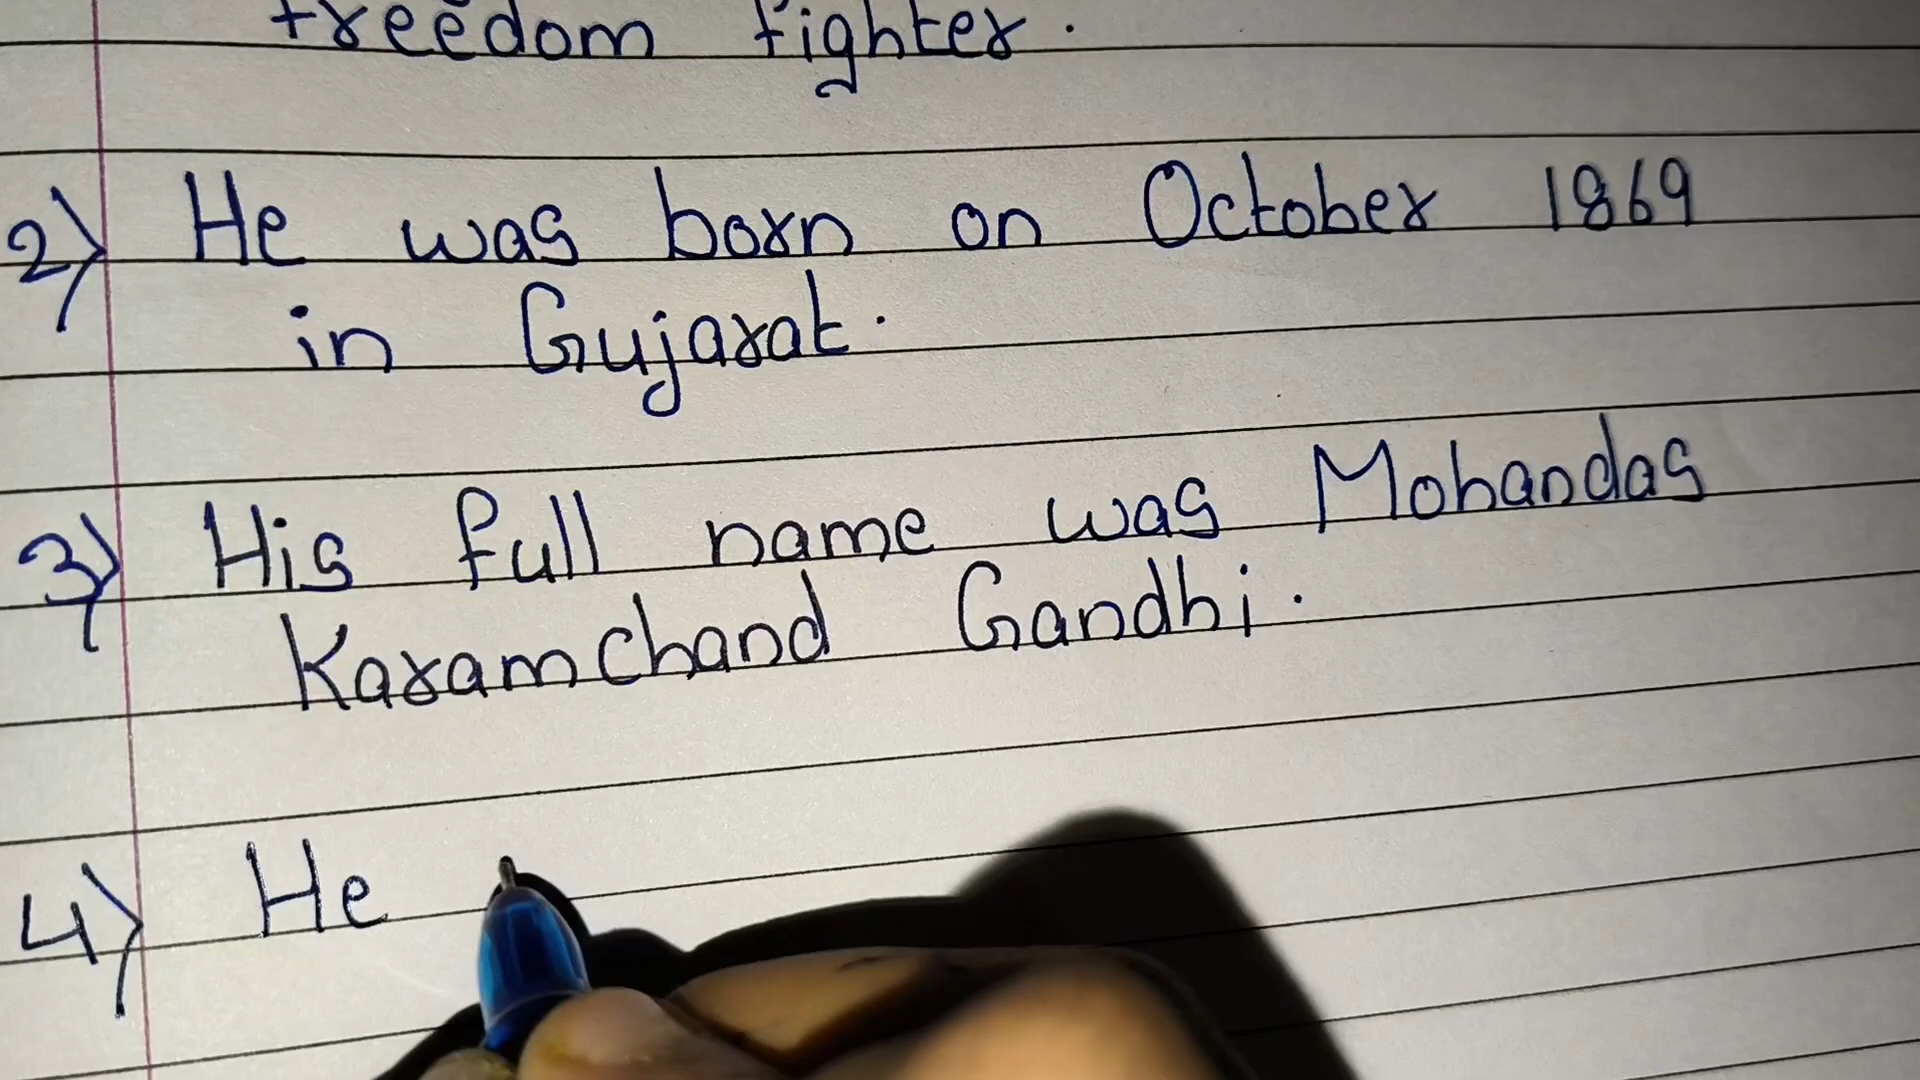 freedom fighter.
2) He was born on October 1869
in Gujarat.
3) His full name was Mohandas
Karamchand Gandhi.
4) He